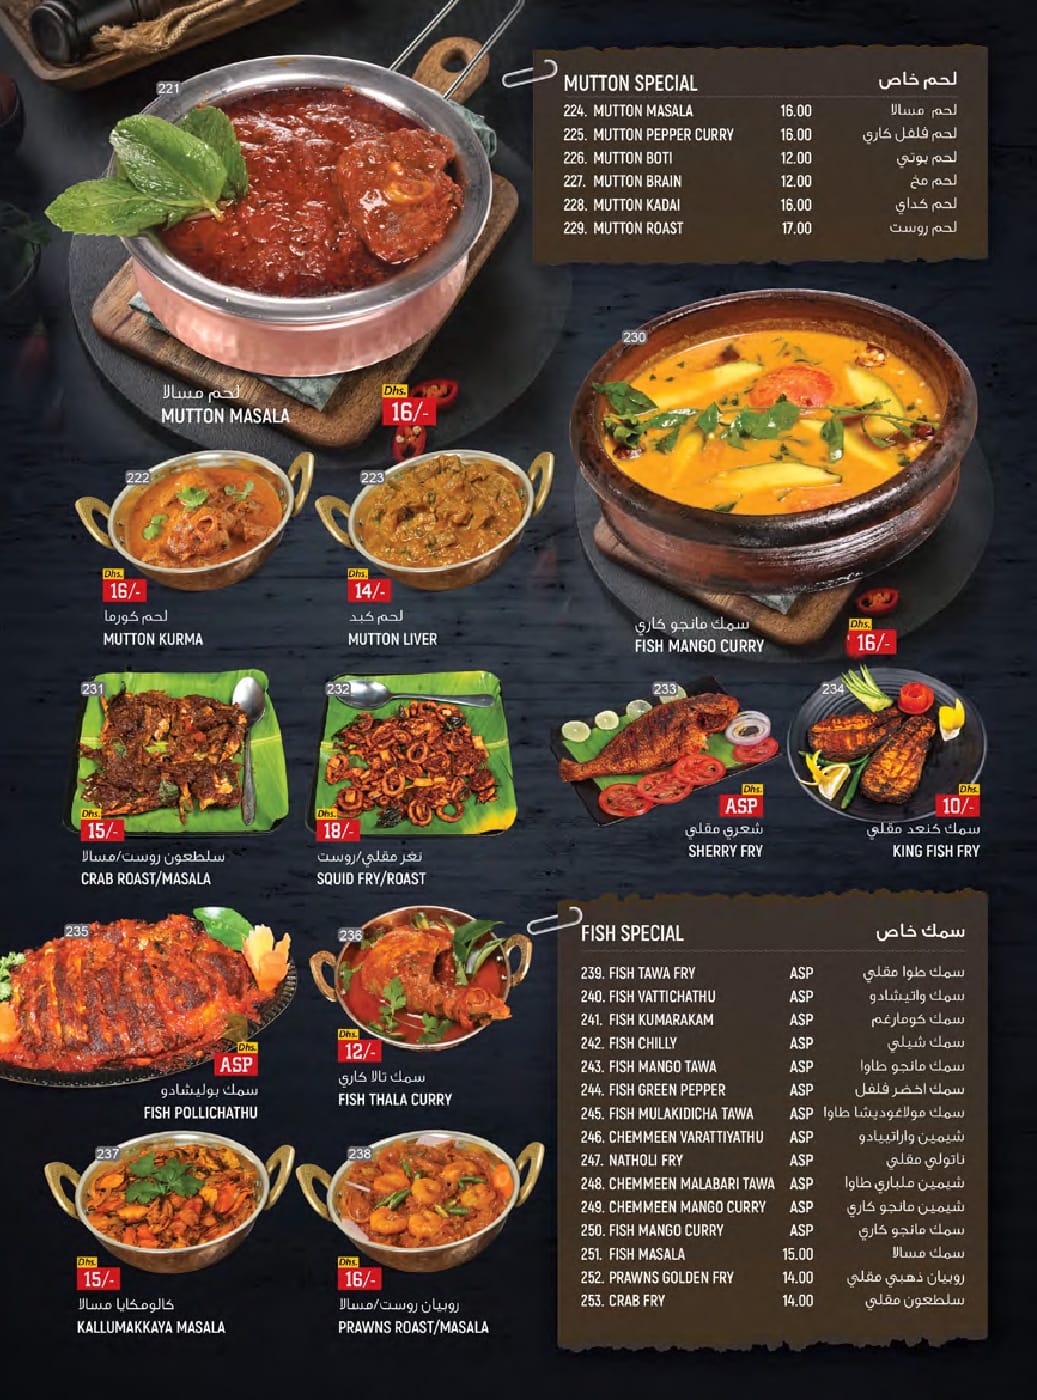 221
لحم مسالا
MUTTON MASALA
Dhs.
16/-
MUTTON SPECIAL لحم خاص
224. MUTTON MASALA 16.00 لحم مسالا
225. MUTTON PEPPER CURRY 16.00 لحم فلفل كاري
226. MUTTON BOTI 12.00 لحم بوتي
227. MUTTON BRAIN 12.00 لحم مخ
228. MUTTON KADAI 16.00 لحم كداي
229. MUTTON ROAST 17.00 لحم روست
222
Dhs.
16/-
لحم كورما
MUTTON KURMA
223
Dhs.
14/-
لحم كبد
MUTTON LIVER
230
سمك مانجو كاري
FISH MANGO CURRY
Dhs.
16/-
231
Dhs.
15/-
سلطعون روست/مسالا
CRAB ROAST/MASALA
232
Dhs.
18/-
نغر مقلي/روست
SQUID FRY/ROAST
233
Dhs.
ASP
شعري مقلي
SHERRY FRY
234
Dhs.
10/-
سمك كنعد مقلي
KING FISH FRY
235
Dhs.
ASP
سمك بوليشادو
FISH POLLICHATHU
236
Dhs.
12/-
سمك تالا كاري
FISH THALA CURRY
237
Dhs.
15/-
كالومكايا مسالا
KALLUMAKKAYA MASALA
238
Dhs.
16/-
روبيان روست/مسالا
PRAWNS ROAST/MASALA
FISH SPECIAL سمك خاص
239. FISH TAWA FRY ASP سمك طوا مقلي
240. FISH VATTICHATHU ASP سمك واتيشادو
241. FISH KUMARAKAM ASP سمك كومارغم
242. FISH CHILLY ASP سمك شيلي
243. FISH MANGO TAWA ASP سمك مانجو طاوا
244. FISH GREEN PEPPER ASP سمك اخضر فلفل
245. FISH MULAKIDICHA TAWA ASP سمك مولاغوديشا طاوا
246. CHEMMEEN VARATTIYATHU ASP شيمين واراتييادو
247. NATHOLI FRY ASP ناتولي مقلي
248. CHEMMEEN MALABARI TAWA ASP شيمين ملباري طاوا
249. CHEMMEEN MANGO CURRY ASP شيمين مانجو كاري
250. FISH MANGO CURRY ASP سمك مانجو كاري
251. FISH MASALA 15.00 سمك مسالا
252. PRAWNS GOLDEN FRY 14.00 روبيان ذهبي مقلي
253. CRAB FRY 14.00 سلطعون مقلي